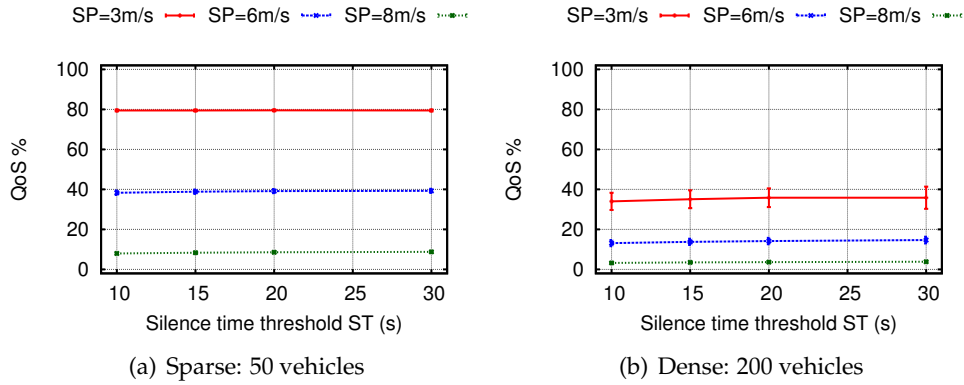 SP=3m/s SP=6m/s SP=8m/s
QoS %
100
80
60
40
20
0
10 15 20 25 30
Silence time threshold ST (s)
(a) Sparse: 50 vehicles
SP=3m/s SP=6m/s SP=8m/s
QoS %
100
80
60
40
20
0
10 15 20 25 30
Silence time threshold ST (s)
(b) Dense: 200 vehicles